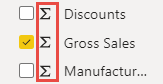 Σ Discounts
Σ Gross Sales
Σ Manufactur...